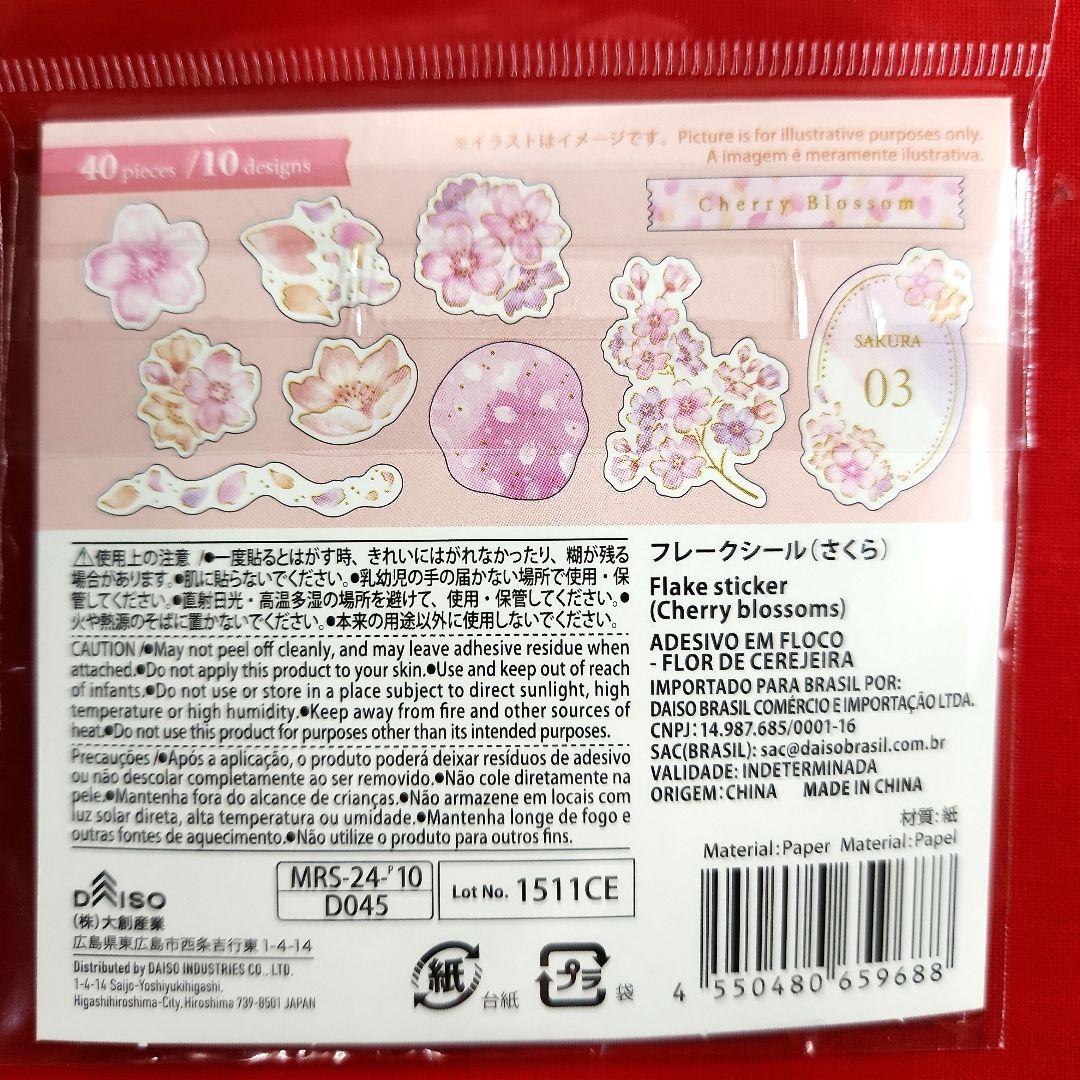 40 pieces / 10 designs
※イラストはイメージです。 Picture is for illustrative purposes only.
A imagem é meramente ilustrativa.
Cherry Blossom
SAKURA
03
⚠使用上の注意 /●一度貼るとはがす時、きれいにはがれなかったり、糊が残る
場合があります。●肌に貼らないでください。●乳幼児の手の届かない場所で使用・保
管してください。●直射日光・高温多湿の場所を避けて、使用・保管してください。●
火や熱源のそばに置かないでください。●本来の用途以外に使用しないでください。
CAUTION /●May not peel off cleanly, and may leave adhesive residue when
attached.●Do not apply this product to your skin.●Use and keep out of reach
of infants.●Do not use or store in a place subject to direct sunlight, high
temperature or high humidity.●Keep away from fire and other sources of
heat.●Do not use this product for purposes other than its intended purposes.
Precauções /●Após a aplicação, o produto poderá deixar resíduos de adesivo
ou não descolar completamente ao ser removido.●Não cole diretamente na
pele.●Mantenha fora do alcance de crianças.●Não armazene em locais com
luz solar direta, alta temperatura ou umidade.●Mantenha longe de fogo e
outras fontes de aquecimento.●Não utilize o produto para outros fins.
フレークシール(さくら)
Flake sticker
(Cherry blossoms)
ADESIVO EM FLOCO
- FLOR DE CEREJEIRA
IMPORTADO PARA BRASIL POR:
DAISO BRASIL COMÉRCIO E IMPORTAÇÃO LTDA.
CNPJ: 14.987.685/0001-16
SAC(BRASIL): sac@daisobrasil.com.br
VALIDADE: INDETERMINADA
ORIGEM: CHINA MADE IN CHINA
材質:紙
Material: Paper Material: Papel
MRS-24-P10
D045
Lot No. 1511CE
DAISO
(株)大創産業
広島県東広島市西条吉行東1-4-14
Distributed by DAISO INDUSTRIES CO., LTD.
1-4-14 Saijo-Yoshiyukihigashi,
Higashihiroshima-City, Hiroshima 739-8501 JAPAN
紙
台紙
プラ
袋
4 550480 659688